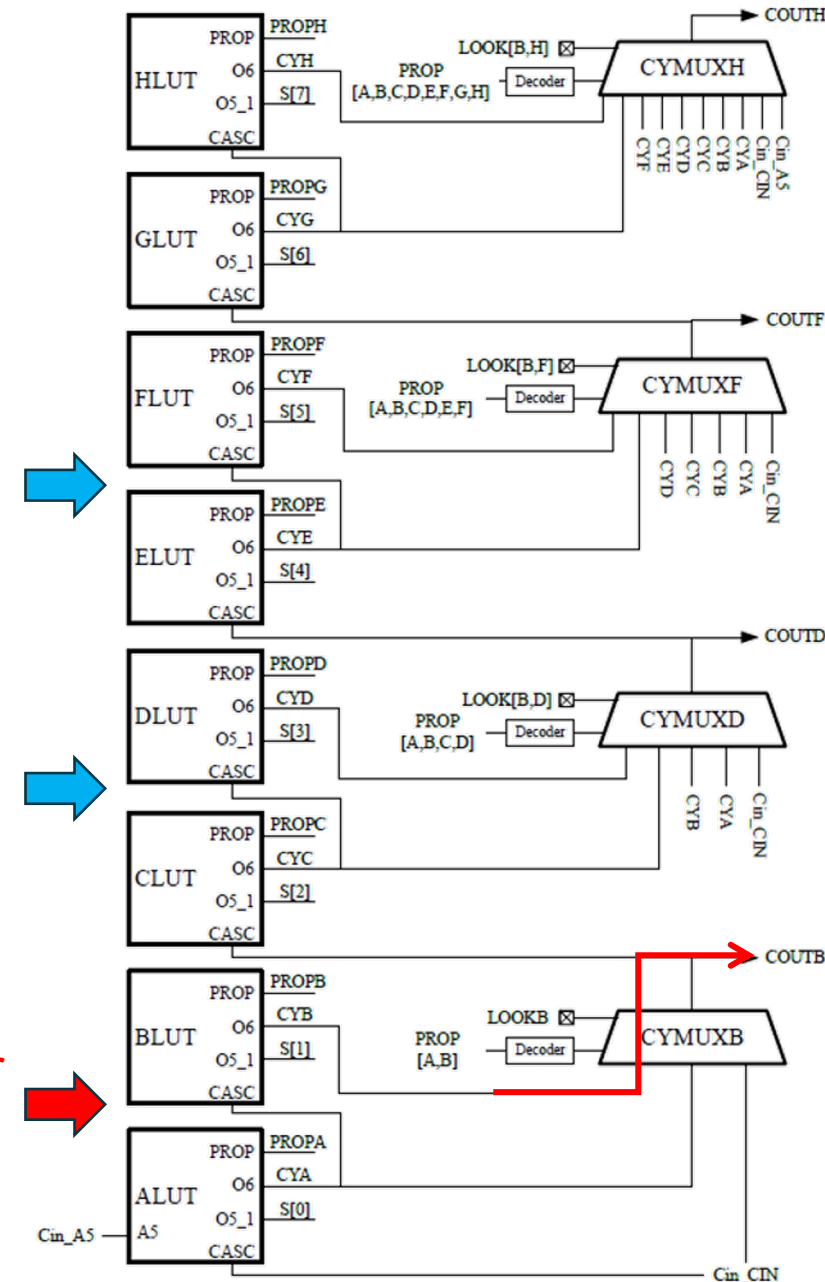 COUTH
PROP PROPH
LOOK[B,H]
HLUT
O6 CYH
PROP
[A,B,C,D,E,F,G,H]
Decoder
CYMUXH
O5_1 S[7]
CASC
CYF CYE CYD CYC CYB CYA Cin_CIN Cin_A5
PROP PROPG
GLUT
O6 CYG
O5_1 S[6]
CASC
COUTF
PROP PROPF
LOOK[B,F]
FLUT
O6 CYF
PROP
[A,B,C,D,E,F]
Decoder
CYMUXF
O5_1 S[5]
CASC
CYD CYC CYB CYA Cin_CIN
PROP PROPE
ELUT
O6 CYE
O5_1 S[4]
CASC
COUTD
PROP PROPD
LOOK[B,D]
DLUT
O6 CYD
PROP
[A,B,C,D]
Decoder
CYMUXD
O5_1 S[3]
CASC
CYB CYA Cin_CIN
PROP PROPC
CLUT
O6 CYC
O5_1 S[2]
CASC
COUTB
PROP PROPB
LOOKB
BLUT
O6 CYB
PROP
[A,B]
Decoder
CYMUXB
O5_1 S[1]
CASC
PROP PROPA
ALUT
O6 CYA
O5_1 S[0]
Cin_A5 A5
CASC
Cin_CIN